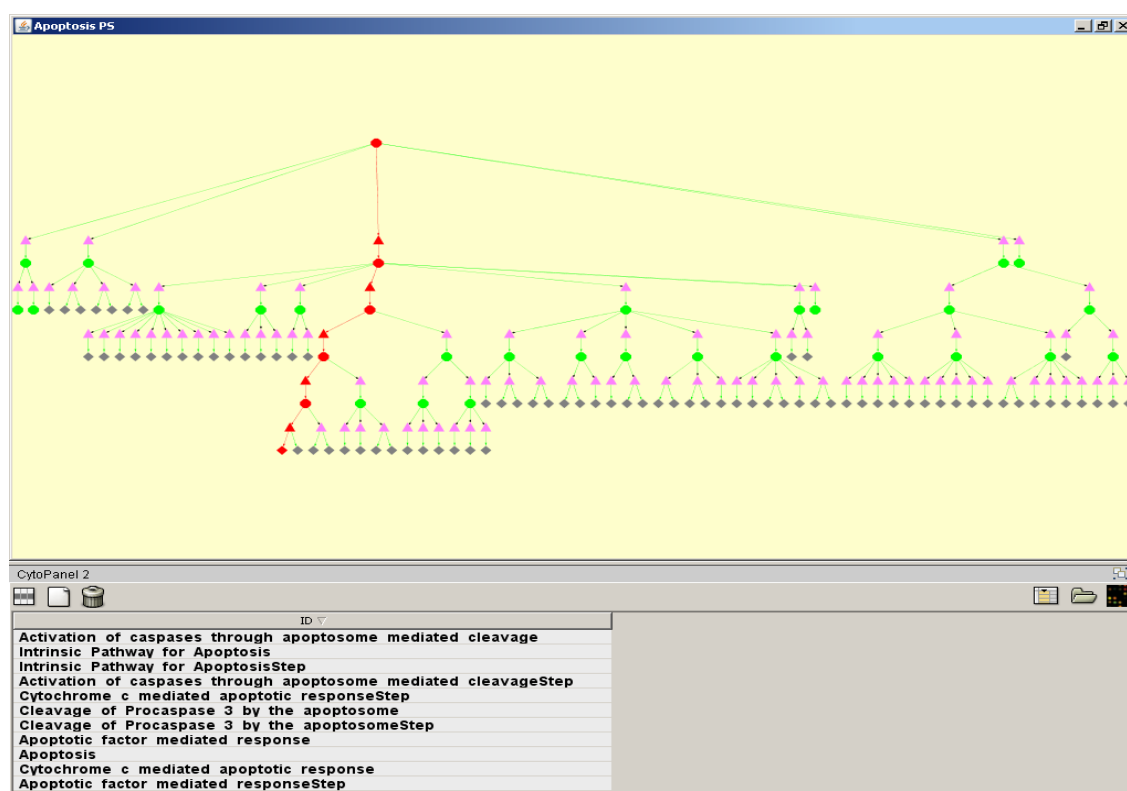 Apoptosis PS
CytoPanel 2
ID
Activation of caspases through apoptosome mediated cleavage
Intrinsic Pathway for Apoptosis
Intrinsic Pathway for ApoptosisStep
Activation of caspases through apoptosome mediated cleavageStep
Cytochrome c mediated apoptotic responseStep
Cleavage of Procaspase 3 by the apoptosome
Cleavage of Procaspase 3 by the apoptosomeStep
Apoptotic factor mediated response
Apoptosis
Cytochrome c mediated apoptotic response
Apoptotic factor mediated responseStep